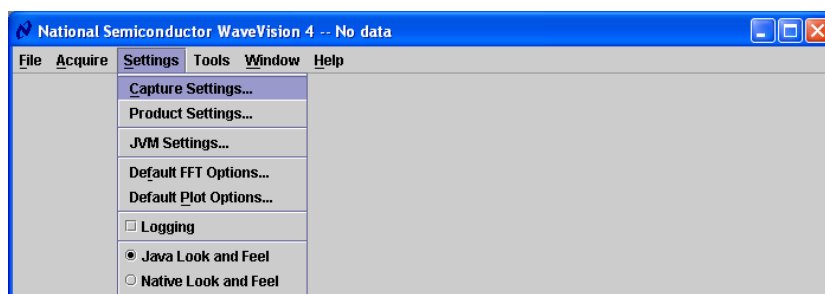 National Semiconductor WaveVision 4 -- No data
File Acquire Settings Tools Window Help
Capture Settings...
Product Settings...
JVM Settings...
Default FFT Options...
Default Plot Options...
Logging
Java Look and Feel
Native Look and Feel